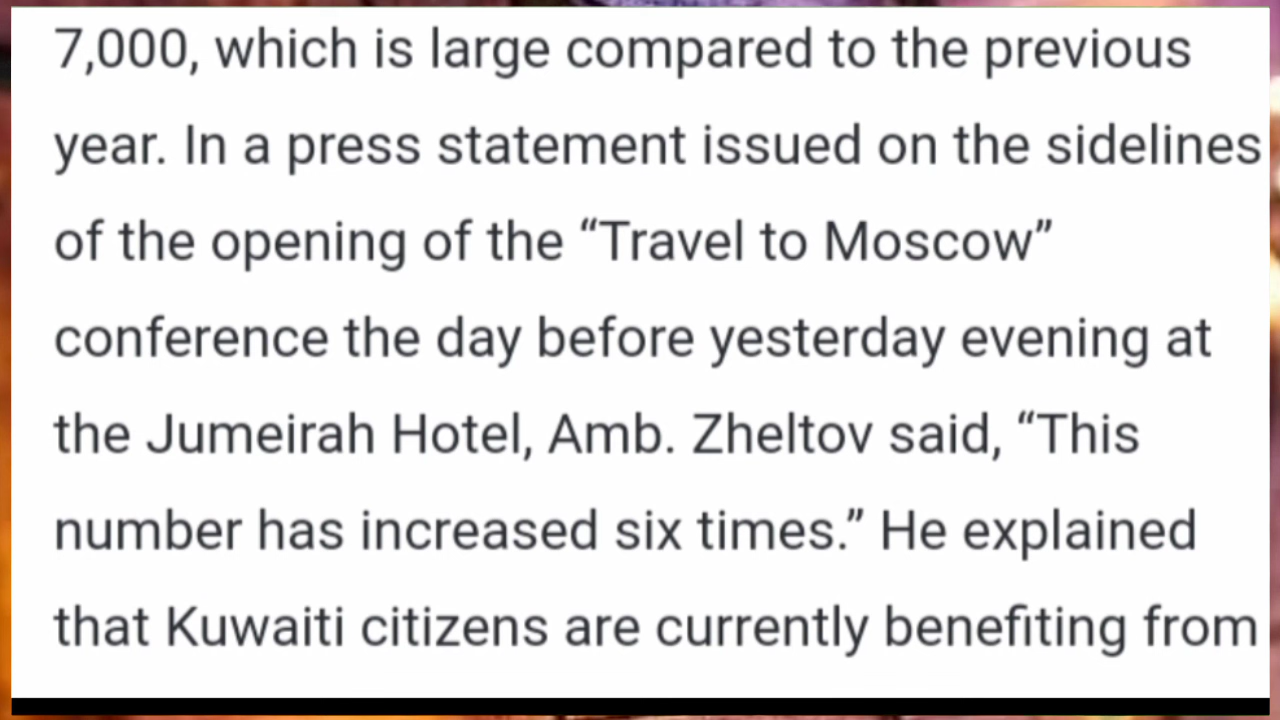 7,000, which is large compared to the previous
year. In a press statement issued on the sidelines
of the opening of the “Travel to Moscow”
conference the day before yesterday evening at
the Jumeirah Hotel, Amb. Zheltov said, “This
number has increased six times.” He explained
that Kuwaiti citizens are currently benefiting from